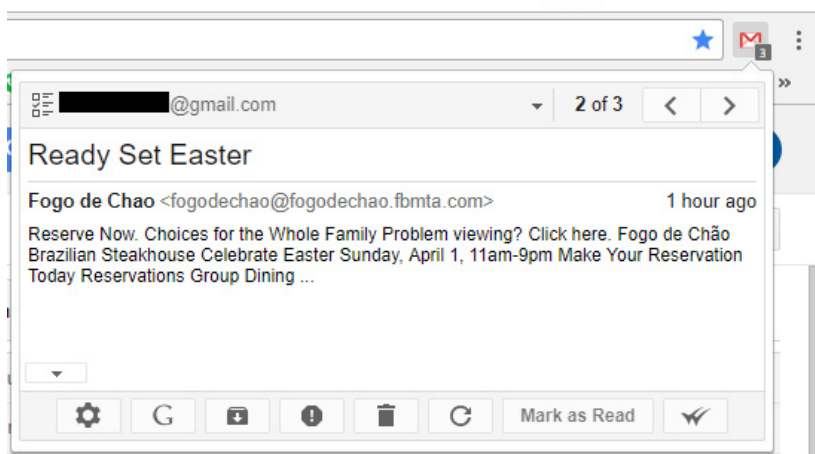 3
@gmail.com
2 of 3
Ready Set Easter
Fogo de Chao <fogodechao@fogodechao.fbmta.com>
1 hour ago
Reserve Now. Choices for the Whole Family Problem viewing? Click here. Fogo de Chão
Brazilian Steakhouse Celebrate Easter Sunday, April 1, 11am-9pm Make Your Reservation
Today Reservations Group Dining ...
G
Mark as Read